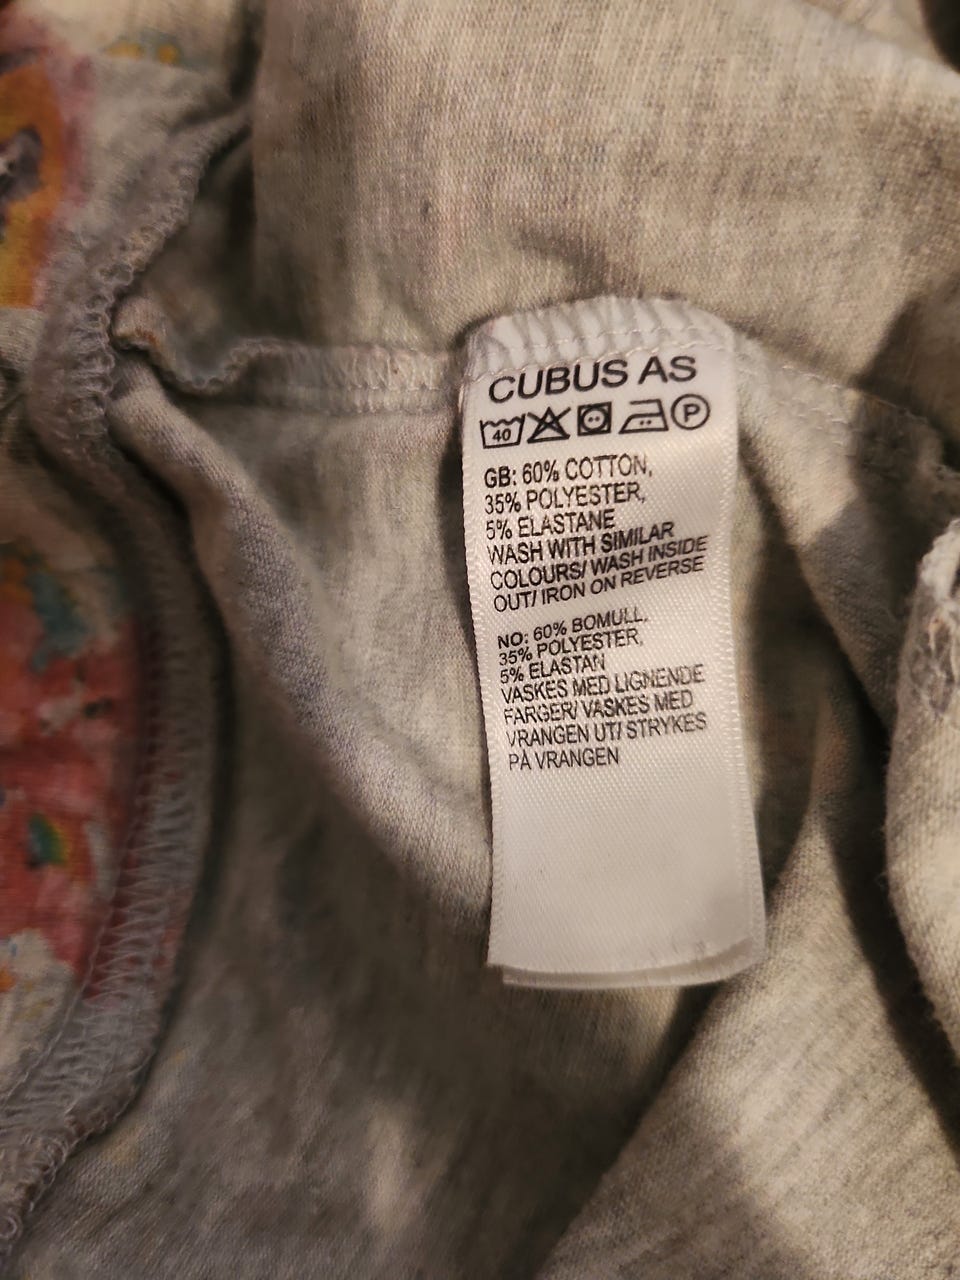 CUBUS AS
40 P
GB: 60% COTTON,
35% POLYESTER,
5% ELASTANE
WASH WITH SIMILAR
COLOURS/ WASH INSIDE
OUT/ IRON ON REVERSE
NO: 60% BOMULL,
35% POLYESTER,
5% ELASTAN
VASKES MED LIGNENDE
FARGER/ VASKES MED
VRANGEN UT/ STRYKES
PÅ VRANGEN